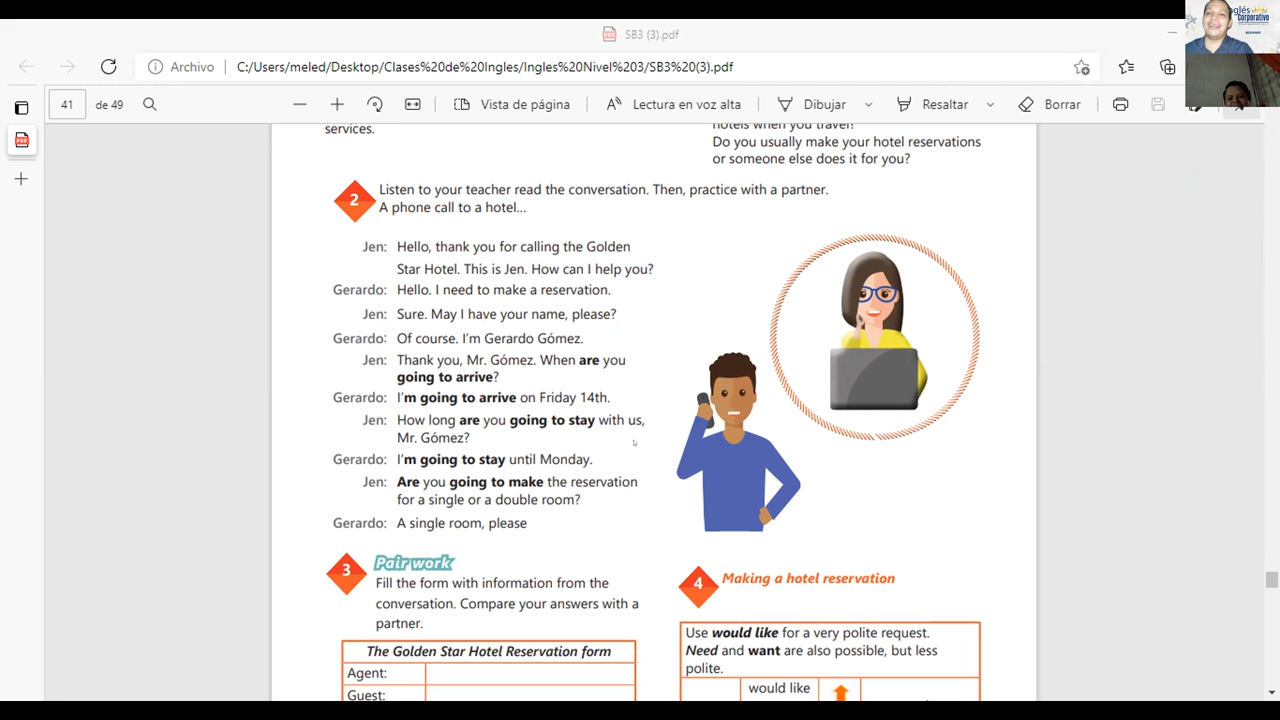 SB3 (3).pdf
Inglés
Corporativo
Archivo
C:/Users/meled/Desktop/Clases%20de%20Ingles/Ingles%20Nivel%203/SB3%20(3).pdf
41 de 49
Vista de página
Lectura en voz alta
Dibujar
Resaltar
Borrar
services.
hotels when you travel?
Do you usually make your hotel reservations
or someone else does it for you?
2
Listen to your teacher read the conversation. Then, practice with a partner.
A phone call to a hotel...
Jen: Hello, thank you for calling the Golden
Star Hotel. This is Jen. How can I help you?
Gerardo: Hello. I need to make a reservation.
Jen: Sure. May I have your name, please?
Gerardo: Of course. I'm Gerardo Gómez.
Jen: Thank you, Mr. Gómez. When are you
going to arrive?
Gerardo: I'm going to arrive on Friday 14th.
Jen: How long are you going to stay with us,
Mr. Gómez?
Gerardo: I'm going to stay until Monday.
Jen: Are you going to make the reservation
for a single or a double room?
Gerardo: A single room, please
3
Pair work
Fill the form with information from the
conversation. Compare your answers with a
partner.
The Golden Star Hotel Reservation form
Agent:
Guest:
4
Making a hotel reservation
Use would like for a very polite request.
Need and want are also possible, but less
polite.
would like